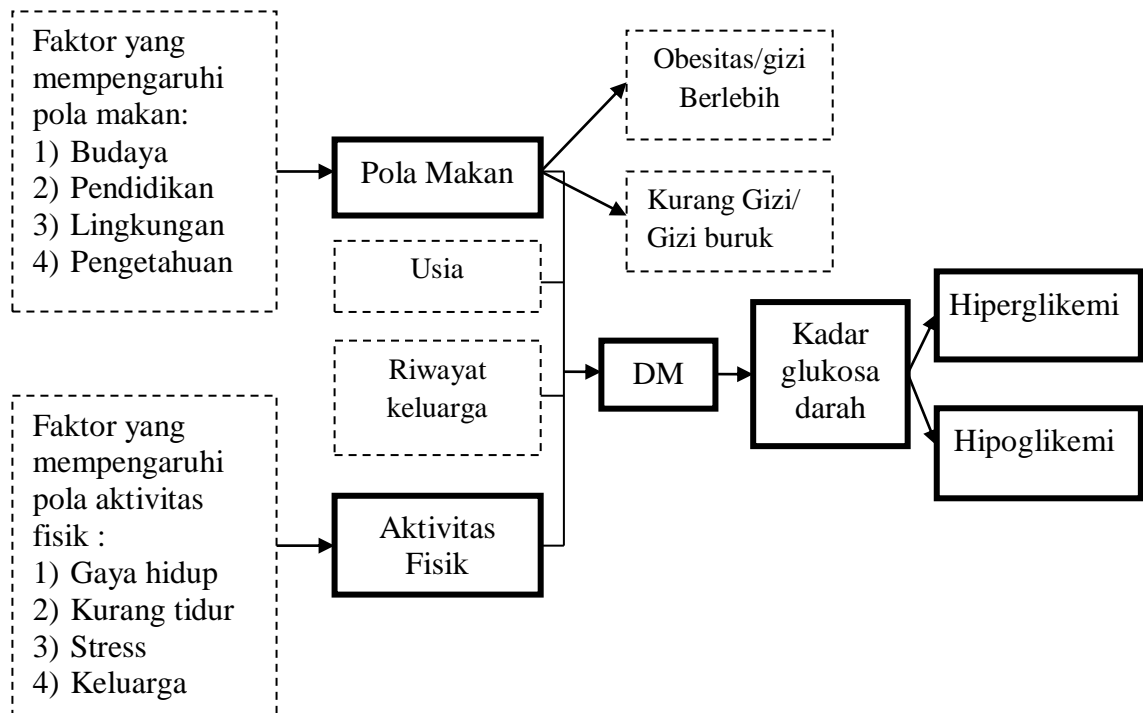 Faktor yang
mempengaruhi
pola makan:
1) Budaya
2) Pendidikan
3) Lingkungan
4) Pengetahuan
Pola Makan
Obesitas/gizi
Berlebih
Kurang Gizi/
Gizi buruk
Usia
Riwayat
keluarga
DM
Kadar
glukosa
darah
Hiperglikemi
Hipoglikemi
Faktor yang
mempengaruhi
pola aktivitas
fisik :
1) Gaya hidup
2) Kurang tidur
3) Stress
4) Keluarga
Aktivitas
Fisik